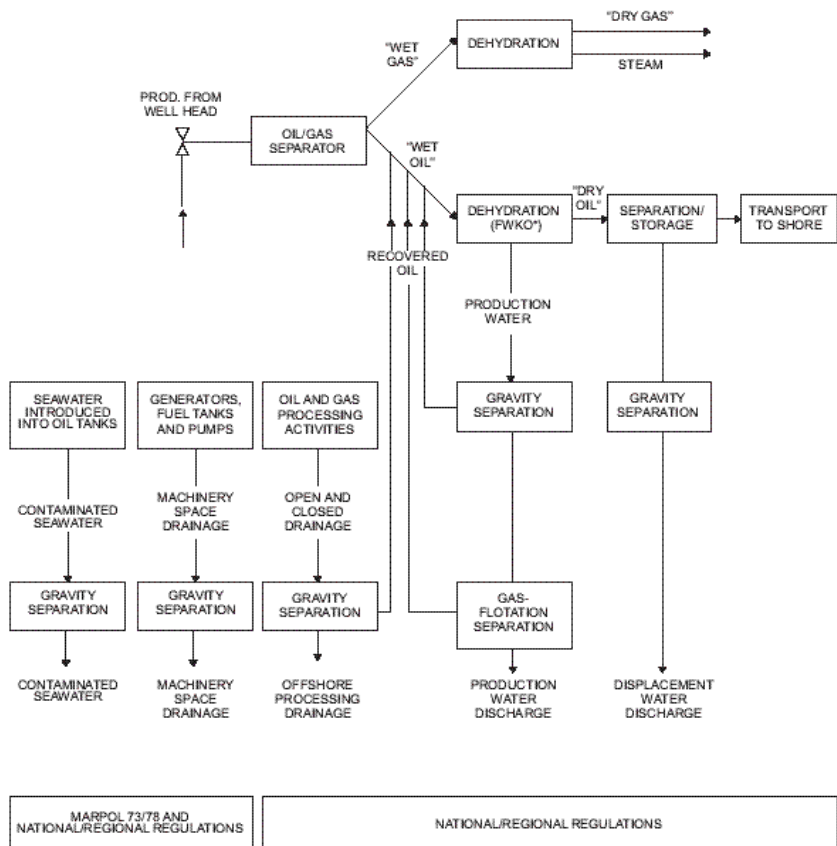 "DRY GAS"
"WET
GAS"
DEHYDRATION
STEAM
PROD. FROM
WELL HEAD
OIL/GAS
SEPARATOR
"WET
OIL"
"DRY
OIL"
DEHYDRATION
(FWKO*)
SEPARATION/
STORAGE
TRANSPORT
TO SHORE
RECOVERED
OIL
PRODUCTION
WATER
SEAWATER
INTRODUCED
INTO OIL TANKS
GENERATORS,
FUEL TANKS
AND PUMPS
OIL AND GAS
PROCESSING
ACTIVITIES
GRAVITY
SEPARATION
GRAVITY
SEPARATION
CONTAMINATED
SEAWATER
MACHINERY
SPACE
DRAINAGE
OPEN AND
CLOSED
DRAINAGE
GRAVITY
SEPARATION
GRAVITY
SEPARATION
GRAVITY
SEPARATION
GAS-
FLOTATION
SEPARATION
CONTAMINATED
SEAWATER
MACHINERY
SPACE
DRAINAGE
OFFSHORE
PROCESSING
DRAINAGE
PRODUCTION
WATER
DISCHARGE
DISPLACEMENT
WATER
DISCHARGE
MARPOL 73/78 AND
NATIONAL/REGIONAL REGULATIONS
NATIONAL/REGIONAL REGULATIONS